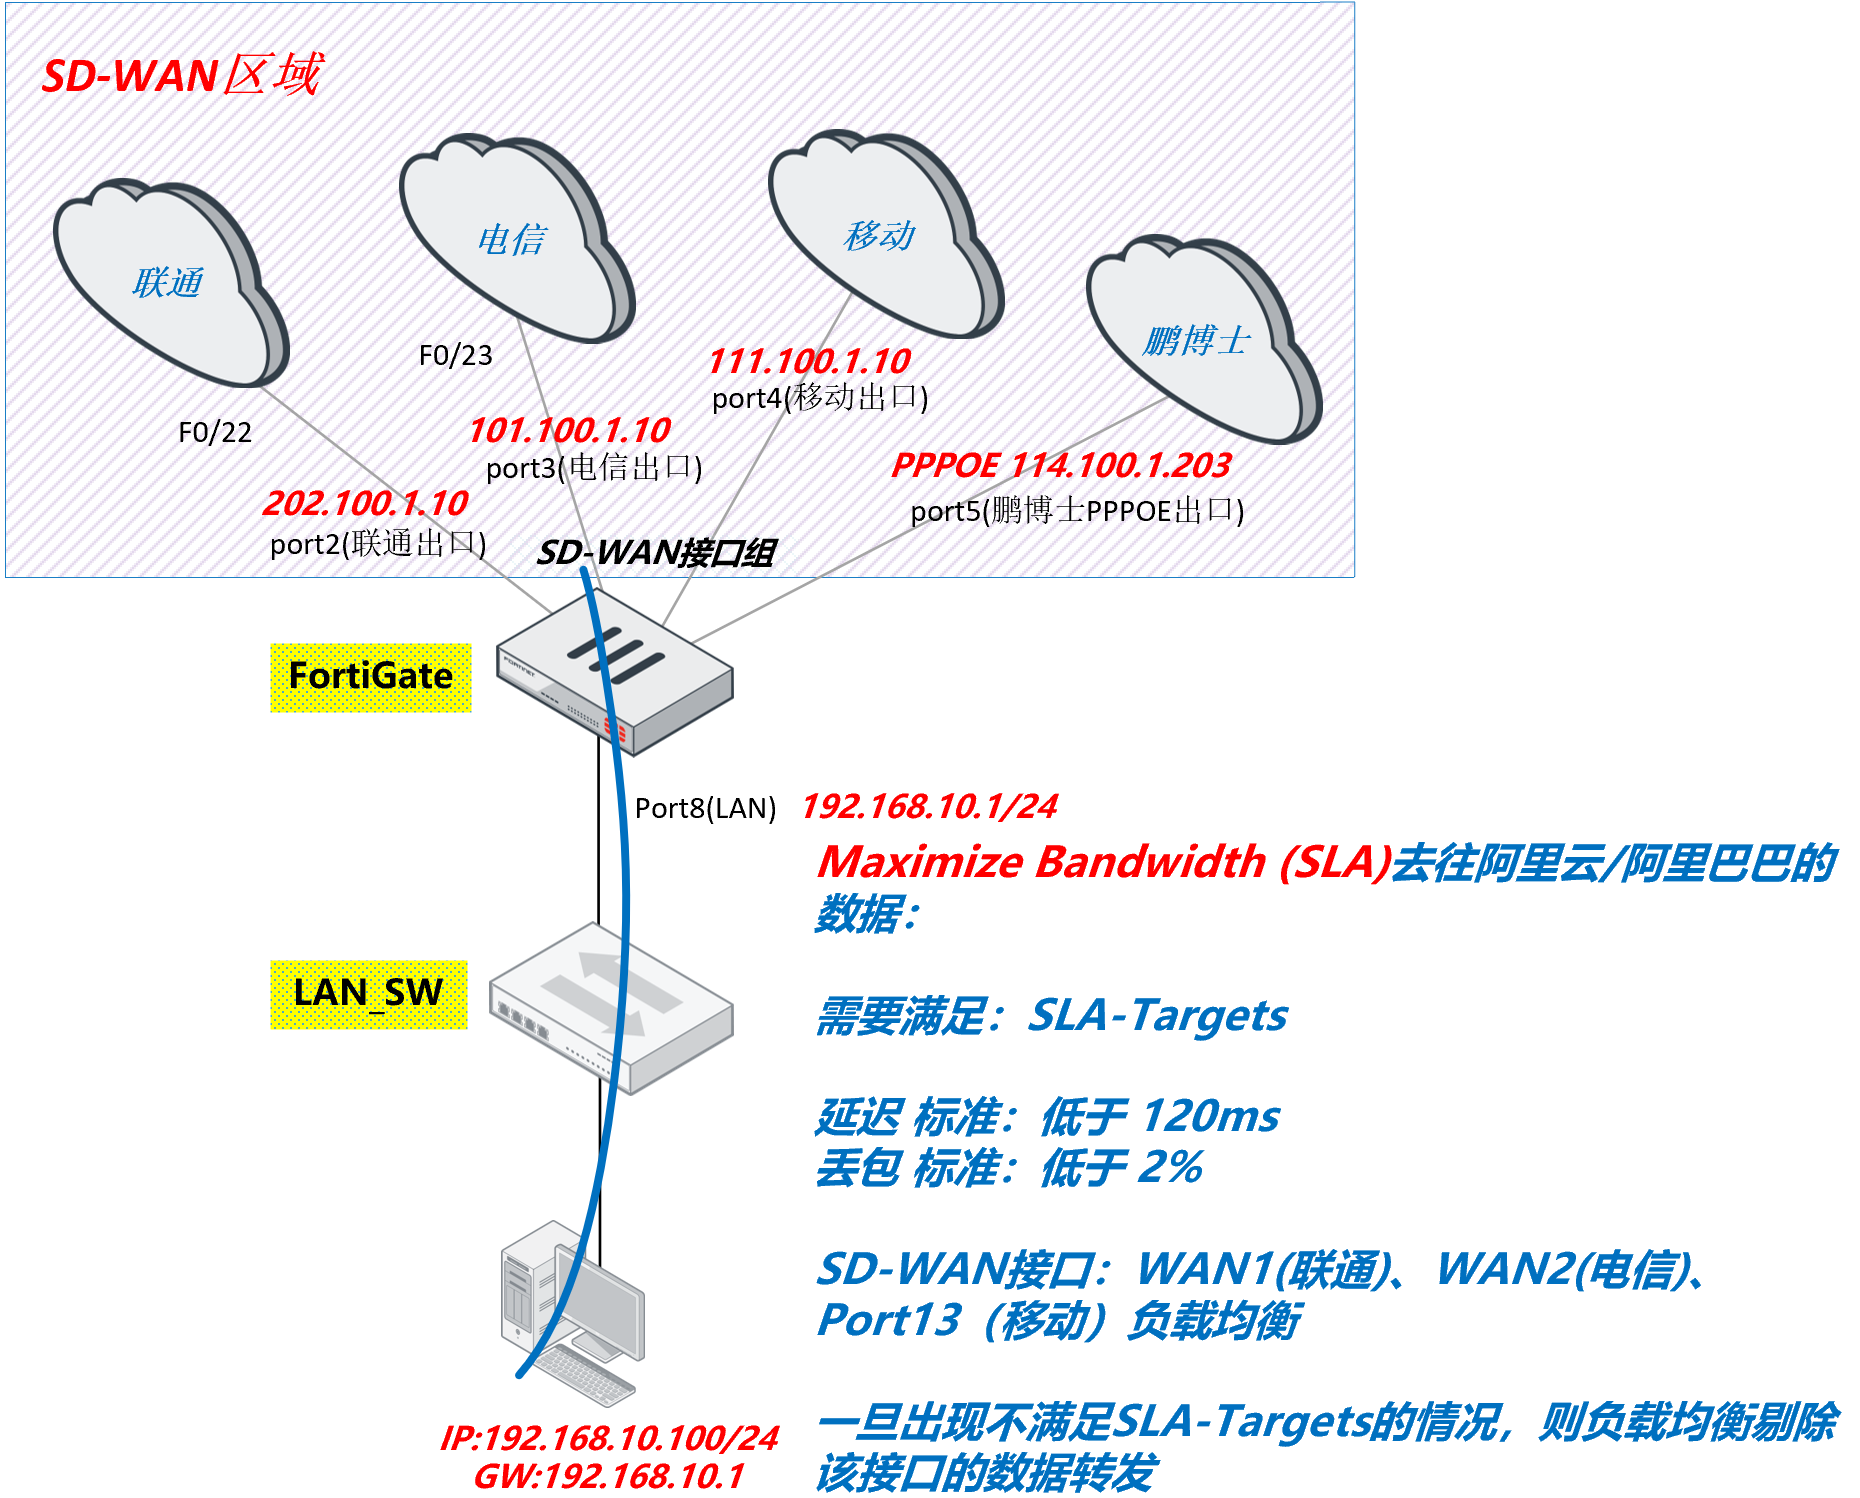 SD-WAN区域
联通
电信
移动
鹏博士
F0/22
F0/23
202.100.1.10
port2(联通出口)
101.100.1.10
port3(电信出口)
111.100.1.10
port4(移动出口)
PPPOE 114.100.1.203
port5(鹏博士PPPOE出口)
SD-WAN接口组
FortiGate
FORTINET
Port8(LAN)
192.168.10.1/24
Maximize Bandwidth (SLA)去往阿里云/阿里巴巴的
数据：
LAN_SW
需要满足：SLA-Targets
延迟 标准：低于 120ms
丢包 标准：低于 2%
SD-WAN接口：WAN1(联通)、WAN2(电信)、
Port13（移动）负载均衡
一旦出现不满足SLA-Targets的情况，则负载均衡剔除
该接口的数据转发
IP:192.168.10.100/24
GW:192.168.10.1